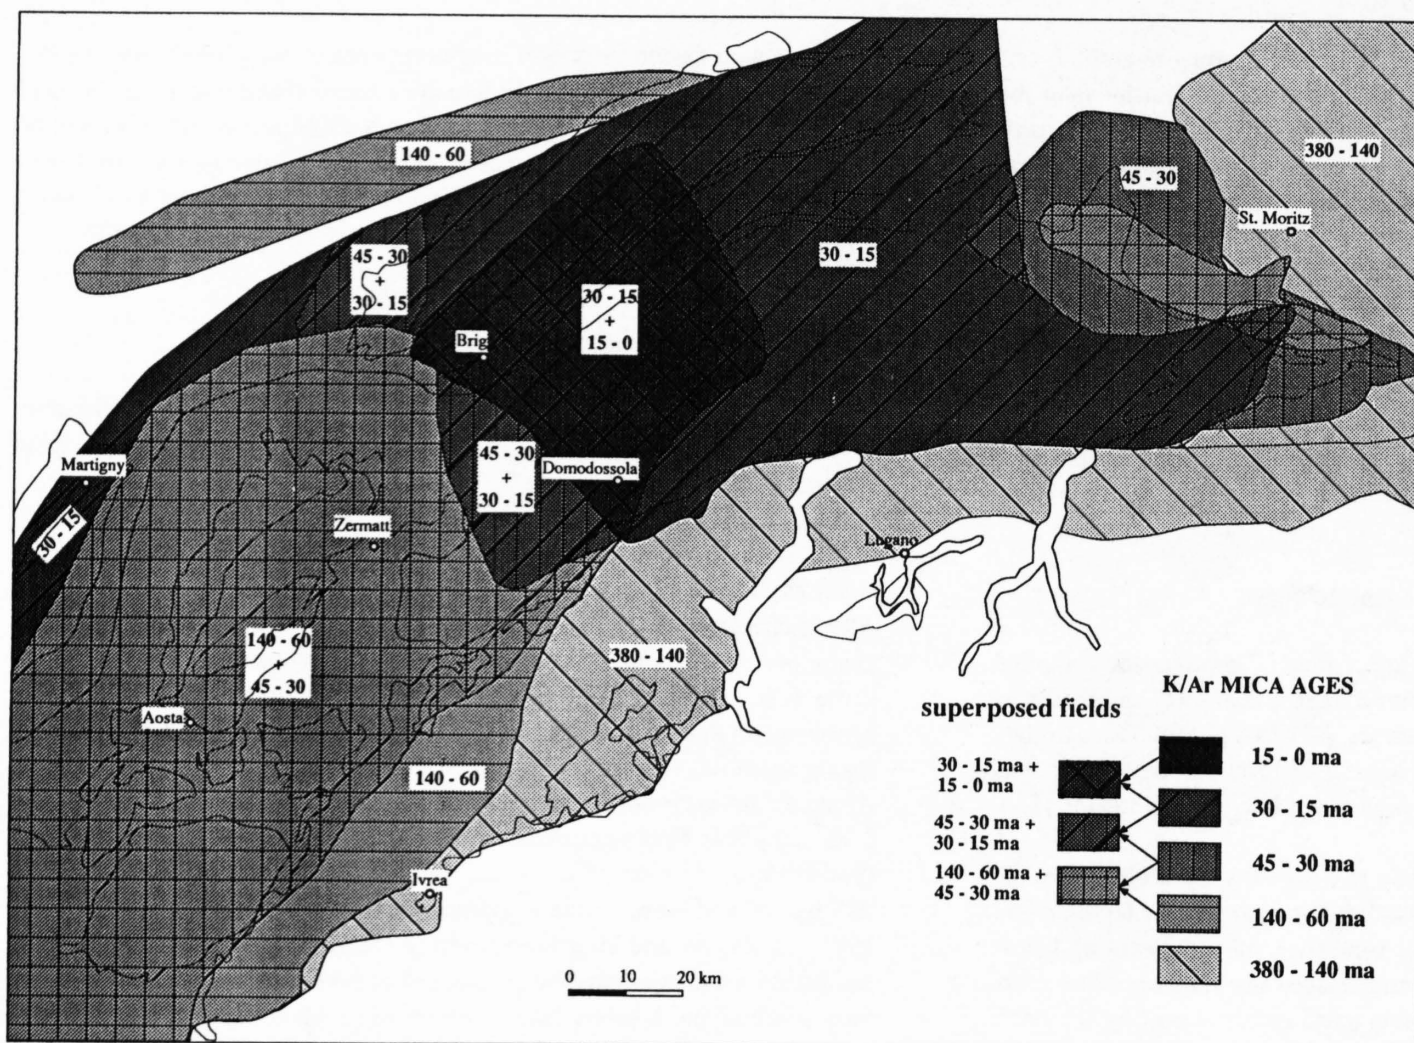 140 - 60
380 - 140
45 - 30
St. Moritz
45 - 30
+
30 - 15
30 - 15
30 - 15
+
15 - 0
Brig
Martigny
45 - 30
+
30 - 15
Domodossola
30 - 15
Zermatt
Lugano
140 - 60
+
45 - 30
380 - 140
Aosta
140 - 60
Ivrea
0 10 20 km
K/Ar MICA AGES
superposed fields
30 - 15 ma +
15 - 0 ma
45 - 30 ma +
30 - 15 ma
140 - 60 ma +
45 - 30 ma
15 - 0 ma
30 - 15 ma
45 - 30 ma
140 - 60 ma
380 - 140 ma